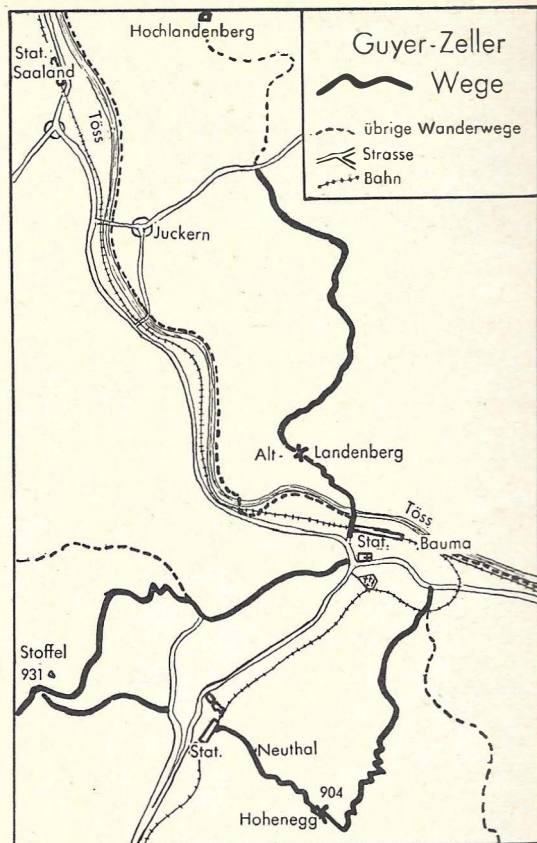 Hochlandenberg
Stat.
Saaland
Töss
Guyer-Zeller
Wege
übrige Wanderwege
Strasse
Bahn
Juckern
Alt- Landenberg
Töss
Stat.
Bauma
Stoffel
931
Stat.
Neuthal
904
Hohenegg